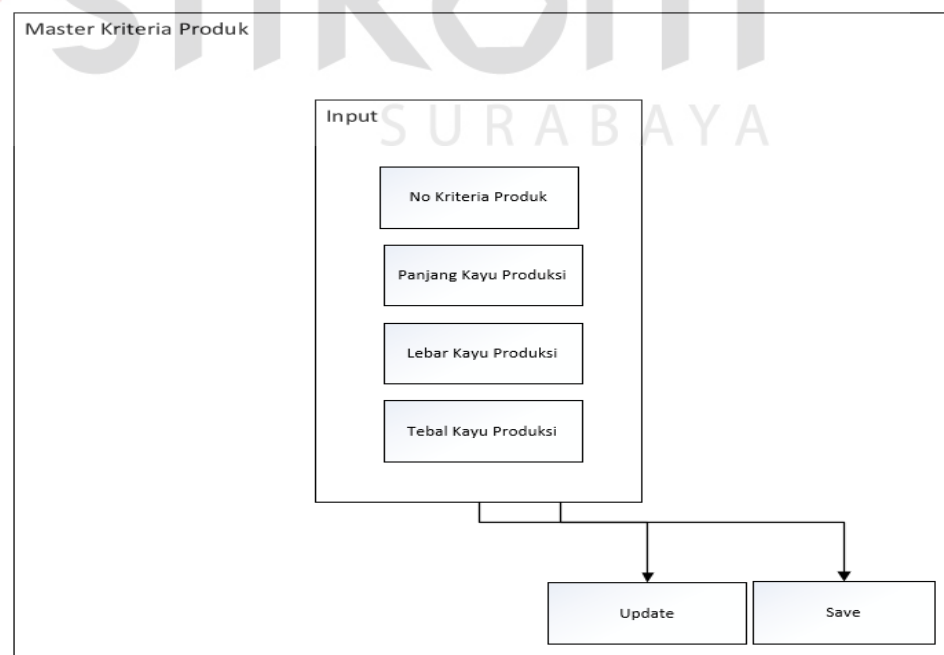 Master Kriteria Produk
SURABAYA
Input
No Kriteria Produk
Panjang Kayu Produksi
Lebar Kayu Produksi
Tebal Kayu Produksi
Update
Save